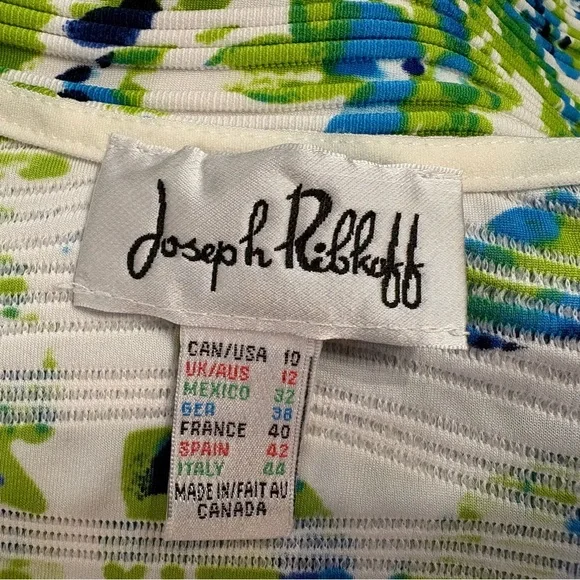 Joseph Ribkoff
CAN/USA 10
UK/AUS 12
MEXICO 32
GER 38
FRANCE 40
SPAIN 42
ITALY 44
MADE IN/FAIT AU
CANADA